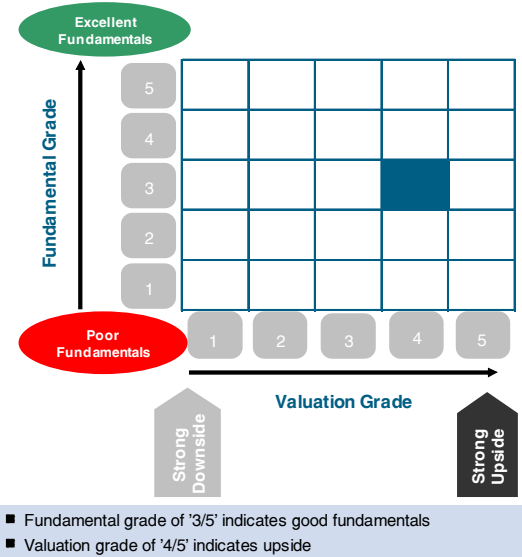 Excellent
Fundamentals
Fundamental Grade
5
4
3
2
1
Poor
Fundamentals
1
2
3
4
5
Valuation Grade
Strong
Downside
Strong
Upside
■ Fundamental grade of '3/5' indicates good fundamentals
■ Valuation grade of '4/5' indicates upside